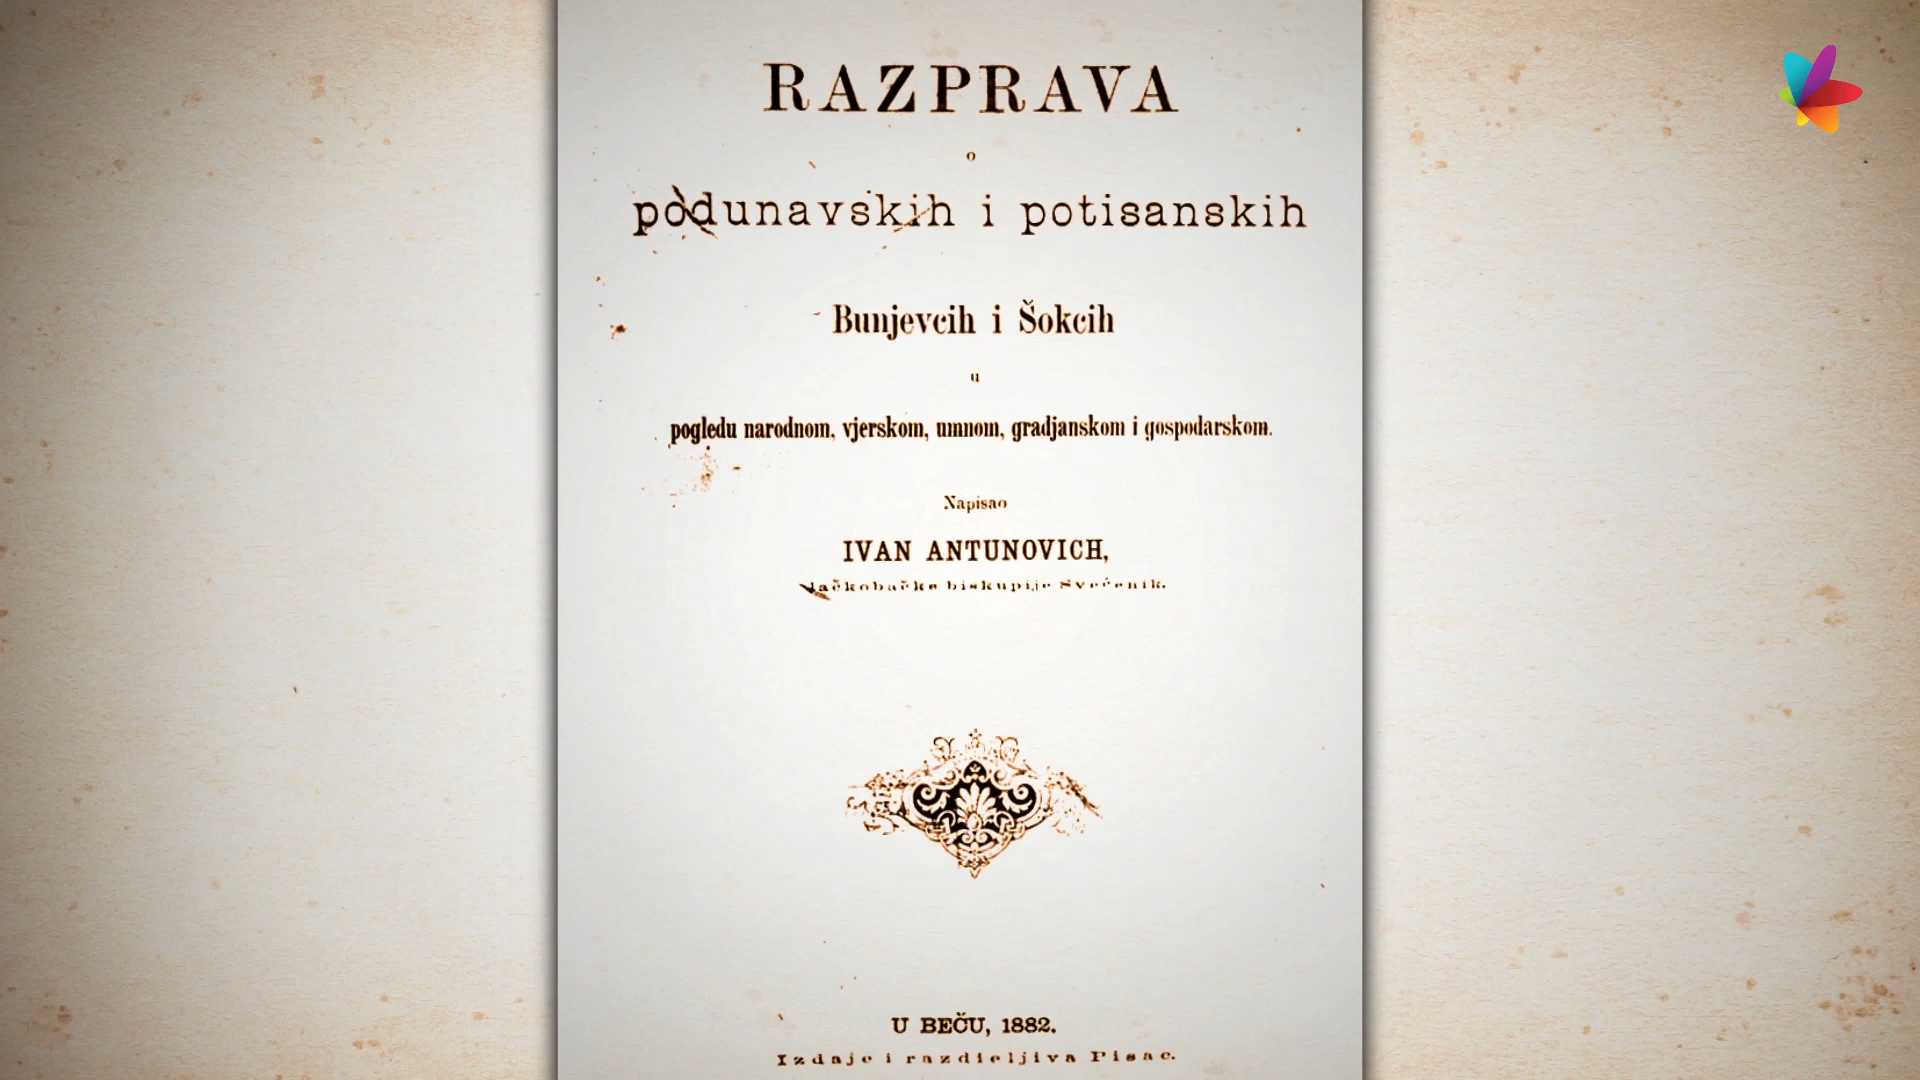 RAZPRAVA
o
podunavskih i potisanskih
Bunjevcih i Šokcih
u
pogledu narodnom, vjerskom, umnom, gradjanskom i gospodarskom.
Napisao
IVAN ANTUNOVICH,
biskupije Svećenik.
U BEČU, 1882.
Izdaje i razdieljiva Pisac.